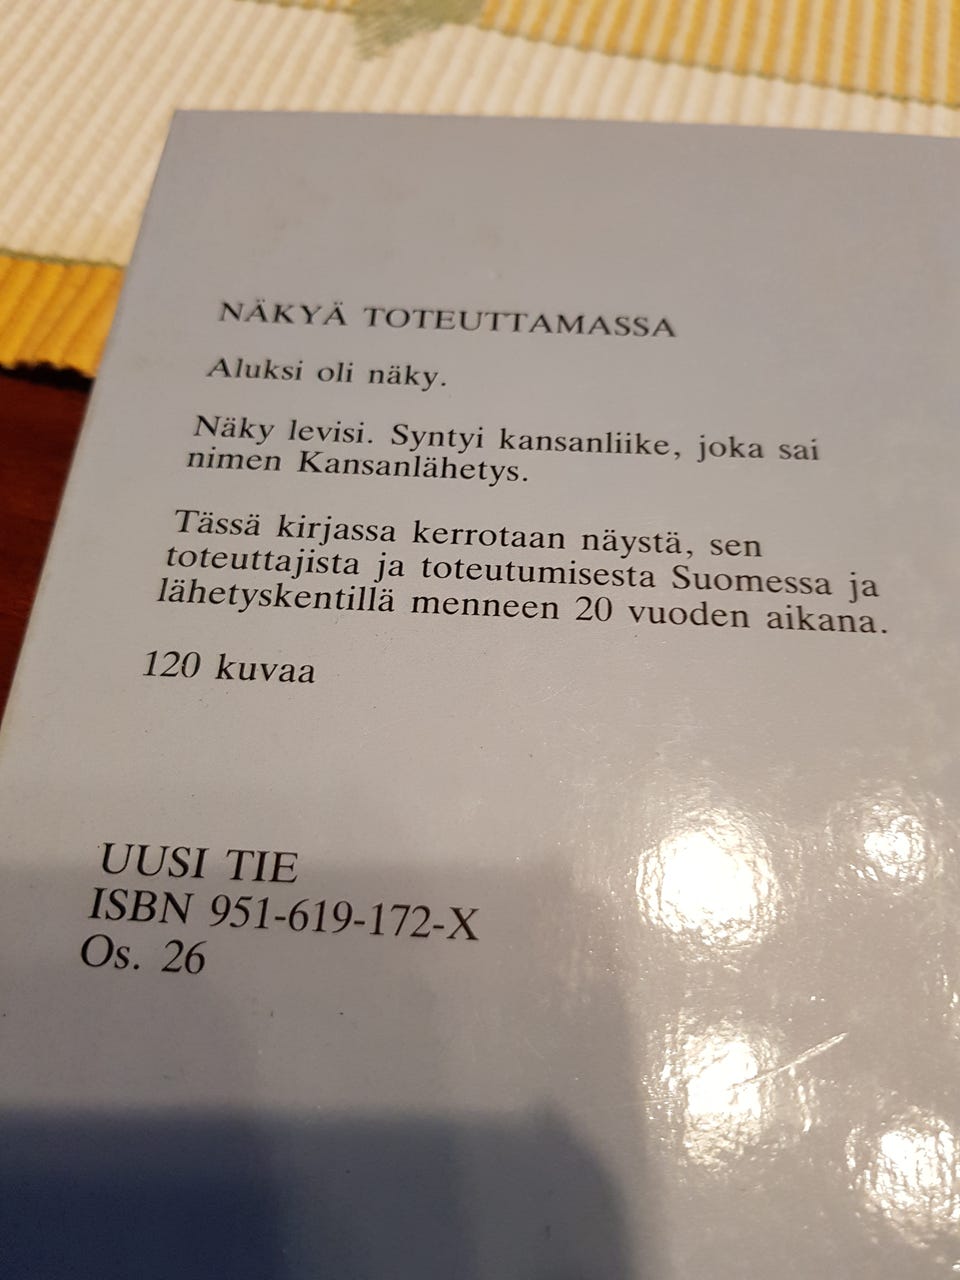 NÄKYÄ TOTEUTTAMASSA
Aluksi oli näky.
Näky levisi. Syntyi kansanliike, joka sai
nimen Kansanlähetys.
Tässä kirjassa kerrotaan näystä, sen
toteuttajista ja toteutumisesta Suomessa ja
lähetyskentillä menneen 20 vuoden aikana.
120 kuvaa
UUSI TIE
ISBN 951-619-172-X
Os. 26